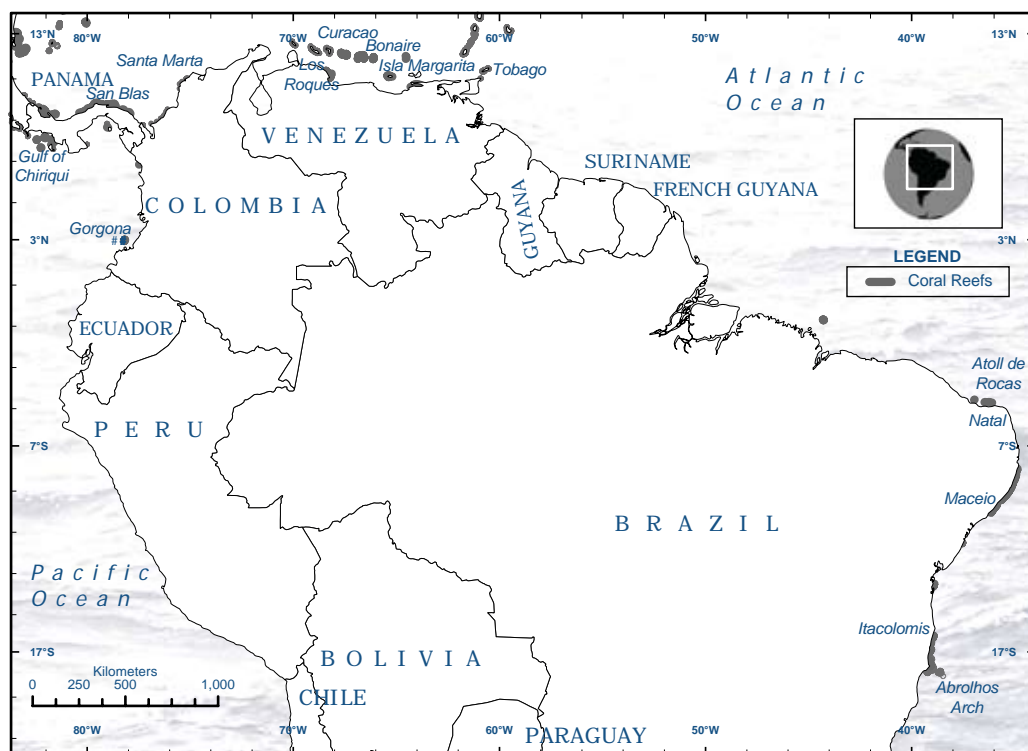 80°W
70°W
60°W
50°W
40°W
13°N
13°N
Curacao
Bonaire
Santa Marta
Los
Roques
Isla Margarita
Tobago
Atlantic
Ocean
PANAMA
San Blas
VENEZUELA
Gulf of
Chiriqui
SURINAME
FRENCH GUYANA
COLOMBIA
GUYANA
Gorgona
#
3°N
3°N
LEGEND
Coral Reefs
ECUADOR
Atoll de
Rocas
Natal
PERU
7°S
7°S
Maceio
BRAZIL
Pacific
Ocean
Itacolomis
17°S
17°S
BOLIVIA
Kilometers
0 250 500 1,000
CHILE
Abrolhos
Arch
PARAGUAY
80°W
70°W
60°W
50°W
40°W